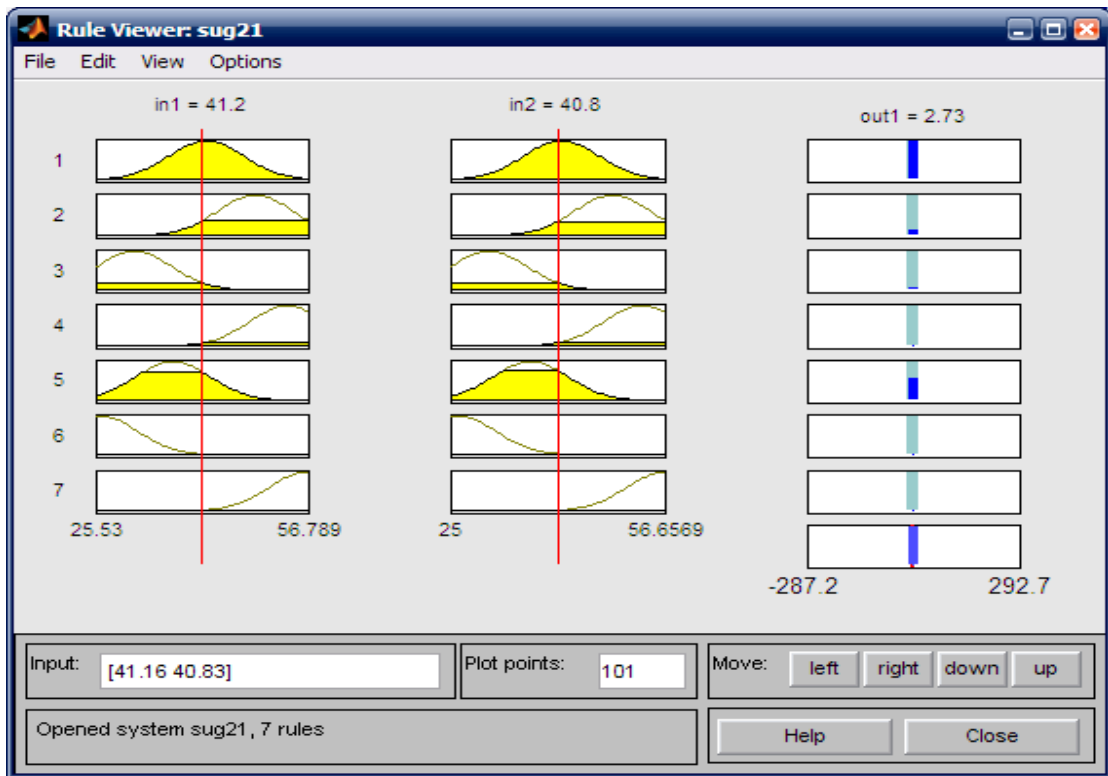 Rule Viewer: sug21
File Edit View Options
in1 = 41.2
in2 = 40.8
out1 = 2.73
1
2
3
4
5
6
7
25.53 56.789
25 56.6569
-287.2 292.7
Input: [41.16 40.83]
Plot points: 101
Move: left right down up
Opened system sug21, 7 rules
Help Close